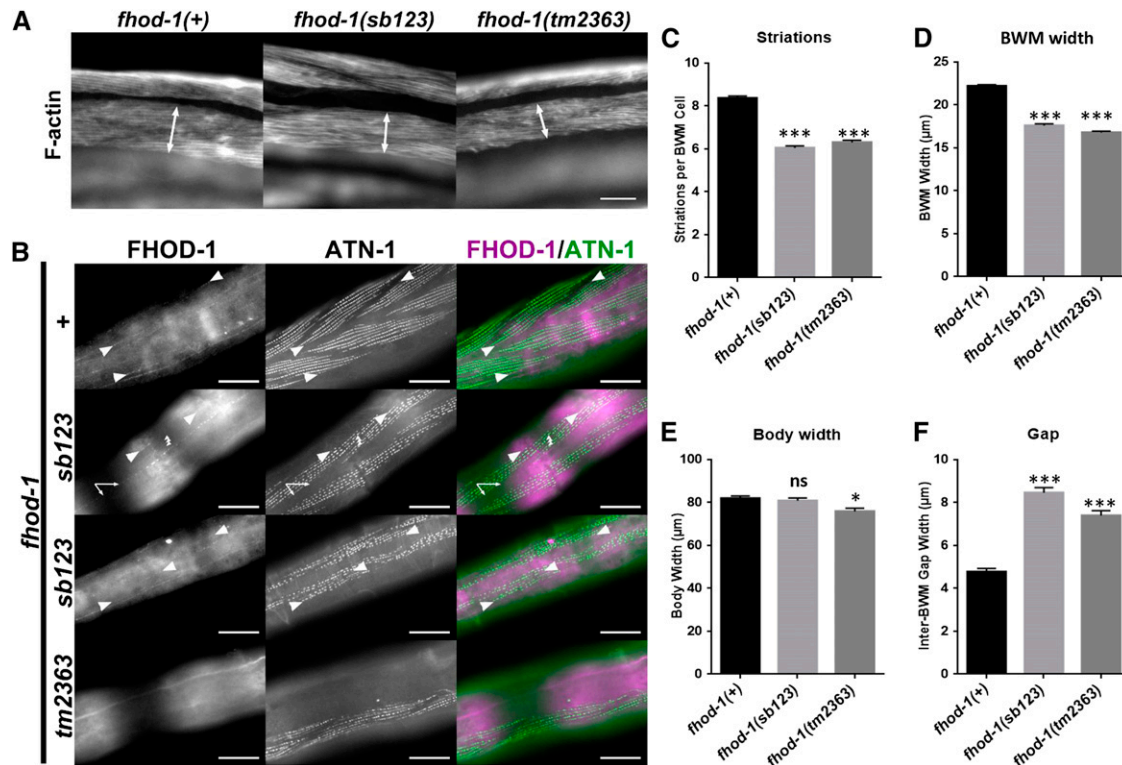 A
fhod-1(+)
fhod-1(sb123)
fhod-1(tm2363)
F-actin
B
FHOD-1
ATN-1
FHOD-1/ATN-1
fhod-1
+
sb123
sb123
tm2363
C
Striations
Striations per BWM Cell
10
8
6
4
2
0
***
***
fhod-1(+)
fhod-1(sb123)
fhod-1(tm2363)
D
BWM width
BWM Width (µm)
25
20
15
10
5
0
***
***
fhod-1(+)
fhod-1(sb123)
fhod-1(tm2363)
E
Body width
Body Width (µm)
100
80
60
40
20
0
ns
*
fhod-1(+)
fhod-1(sb123)
fhod-1(tm2363)
F
Gap
Inter-BWM Gap Width (µm)
10
8
6
4
2
0
***
***
fhod-1(+)
fhod-1(sb123)
fhod-1(tm2363)